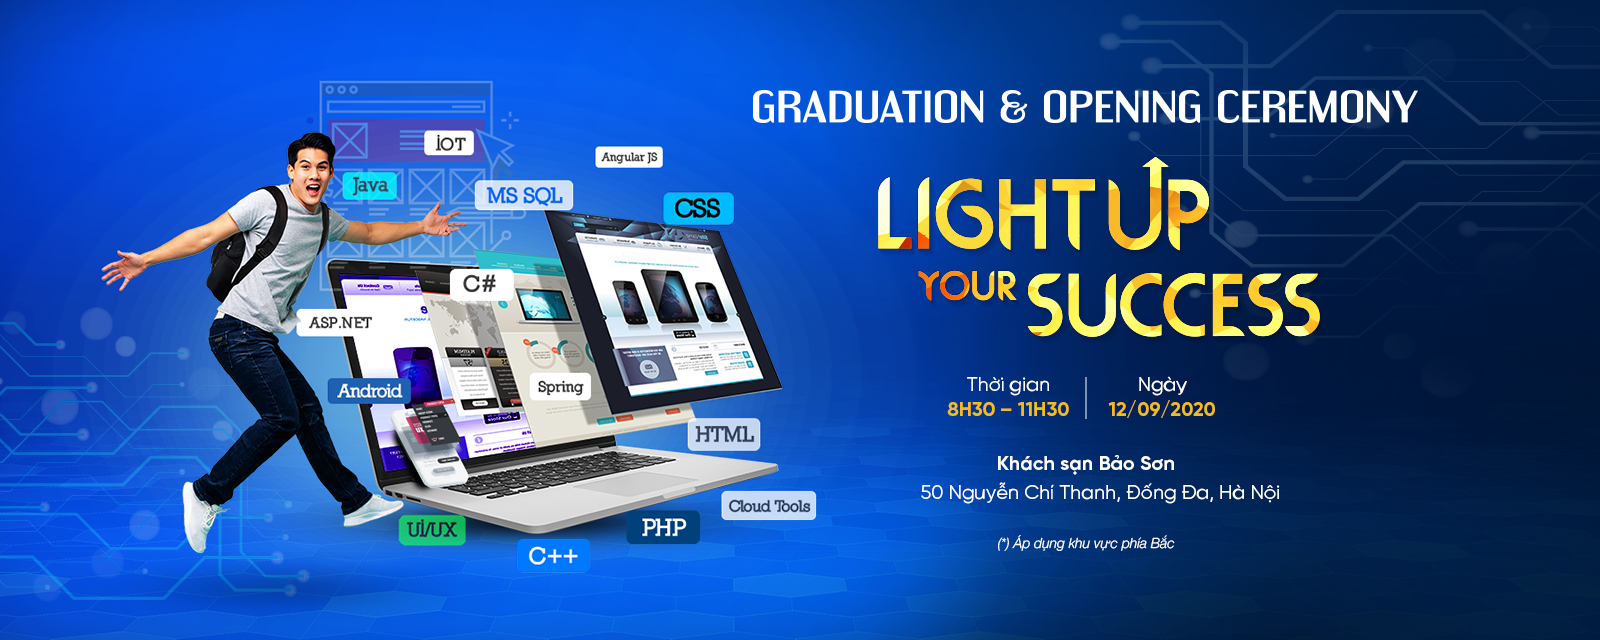 GRADUATION & OPENING CEREMONY
LIGHT UP
YOUR SUCCESS
Thời gian
8H30 – 11H30
Ngày
12/09/2020
Khách sạn Bảo Sơn
50 Nguyễn Chí Thanh, Đống Đa, Hà Nội
(*) Áp dụng khu vực phía Bắc
IOT
Angular JS
Java
MS SQL
CSS
C#
ASP.NET
Android
Spring
HTML
Cloud Tools
UI/UX
PHP
C++